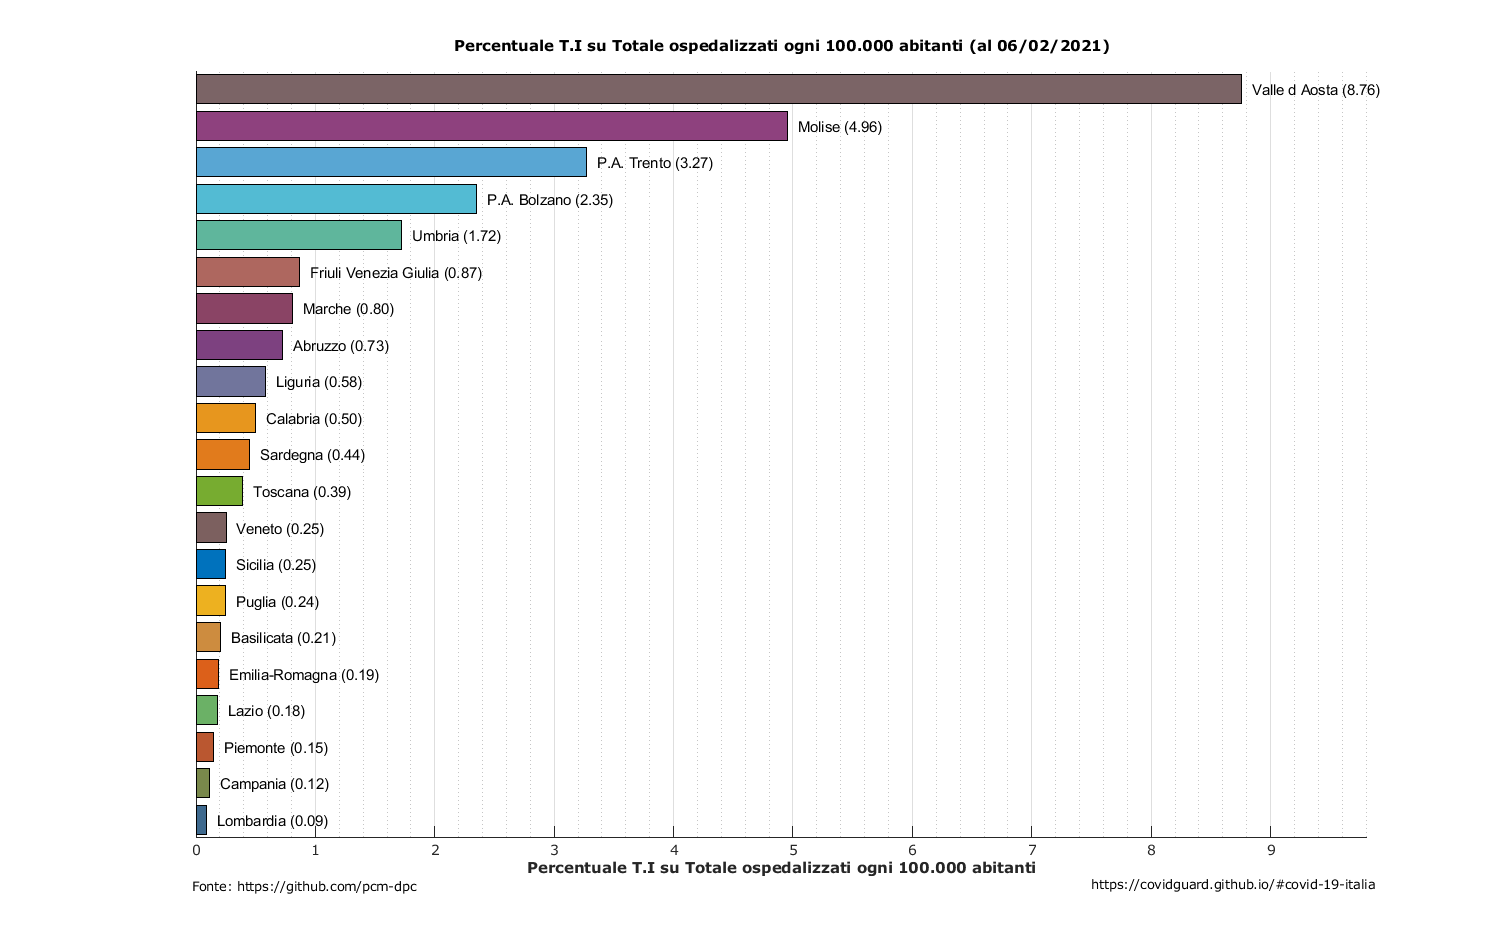 Percentuale T.I su Totale ospedalizzati ogni 100.000 abitanti (al 06/02/2021)
Valle d Aosta (8.76)
Molise (4.96)
P.A. Trento (3.27)
P.A. Bolzano (2.35)
Umbria (1.72)
Friuli Venezia Giulia (0.87)
Marche (0.80)
Abruzzo (0.73)
Liguria (0.58)
Calabria (0.50)
Sardegna (0.44)
Toscana (0.39)
Veneto (0.25)
Sicilia (0.25)
Puglia (0.24)
Basilicata (0.21)
Emilia-Romagna (0.19)
Lazio (0.18)
Piemonte (0.15)
Campania (0.12)
Lombardia (0.09)
0 1 2 3 4 5 6 7 8 9
Percentuale T.I su Totale ospedalizzati ogni 100.000 abitanti
Fonte: https://github.com/pcm-dpc
https://covidguard.github.io/#covid-19-italia